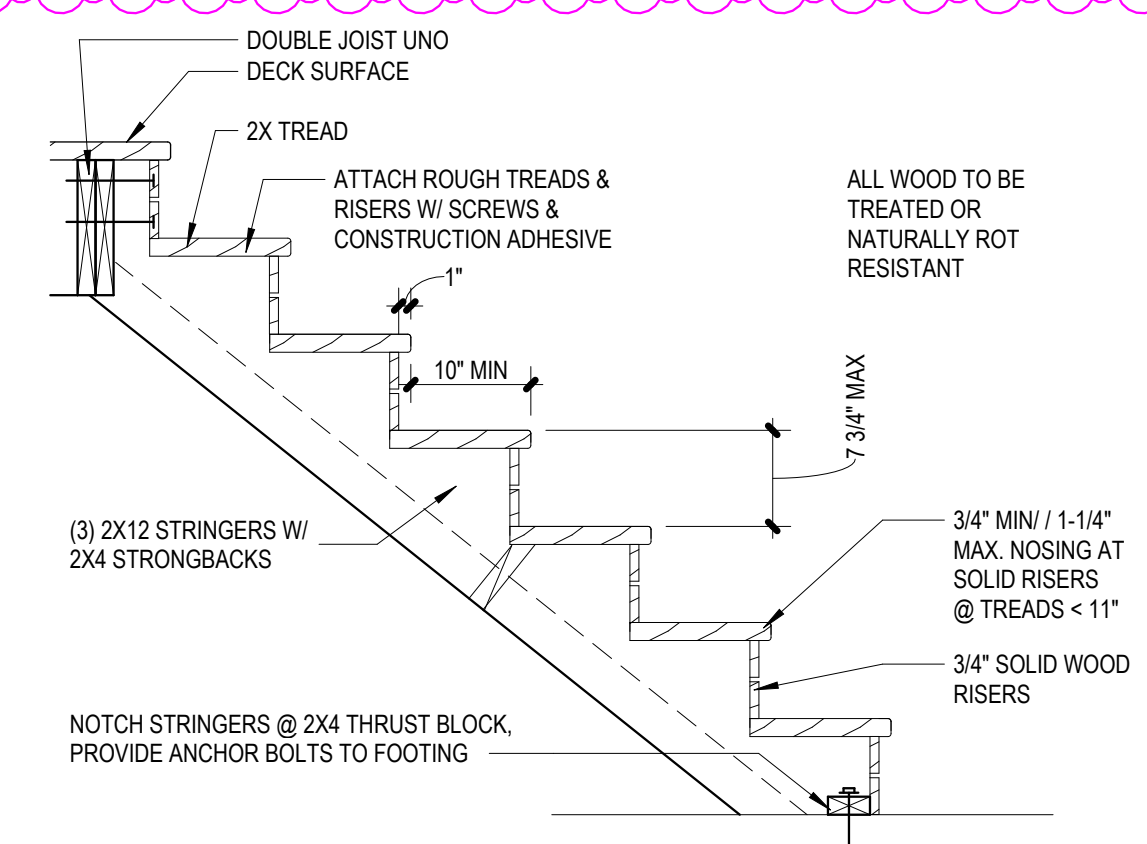 DOUBLE JOIST UNO
DECK SURFACE
2X TREAD
ATTACH ROUGH TREADS &
RISERS W/ SCREWS &
CONSTRUCTION ADHESIVE
ALL WOOD TO BE
TREATED OR
NATURALLY ROT
RESISTANT
1"
10" MIN
7 3/4" MAX
(3) 2X12 STRINGERS W/
2X4 STRONGBACKS
3/4" MIN/ / 1-1/4"
MAX. NOSING AT
SOLID RISERS
@ TREADS < 11"
3/4" SOLID WOOD
RISERS
NOTCH STRINGERS @ 2X4 THRUST BLOCK,
PROVIDE ANCHOR BOLTS TO FOOTING